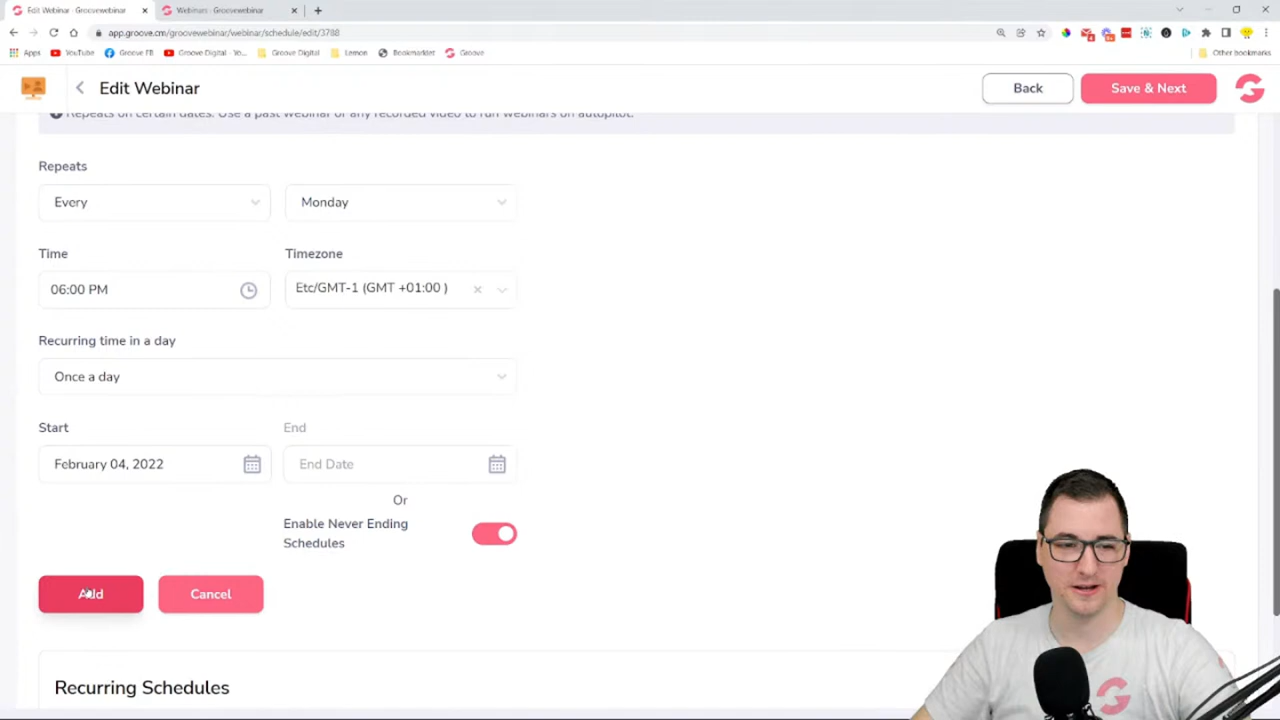 Edit Webinar - Groovewebinar
Webinars - Groovewebinar
app.groove.cm/groovewebinar/webinar/schedule/edit/3788
Apps
YouTube
Groove FB
Groove Digital - Yo...
Groove Digital
Lemon
Bookmarklet
Groove
Other bookmarks
Edit Webinar
Back
Save & Next
Repeats on certain dates. Use a past webinar or any recorded video to run webinars on autopilot.
Repeats
Every
Monday
Time
Timezone
06:00 PM
Etc/GMT-1 (GMT +01:00 )
Recurring time in a day
Once a day
Start
End
February 04, 2022
End Date
Or
Enable Never Ending
Schedules
Add
Cancel
Recurring Schedules